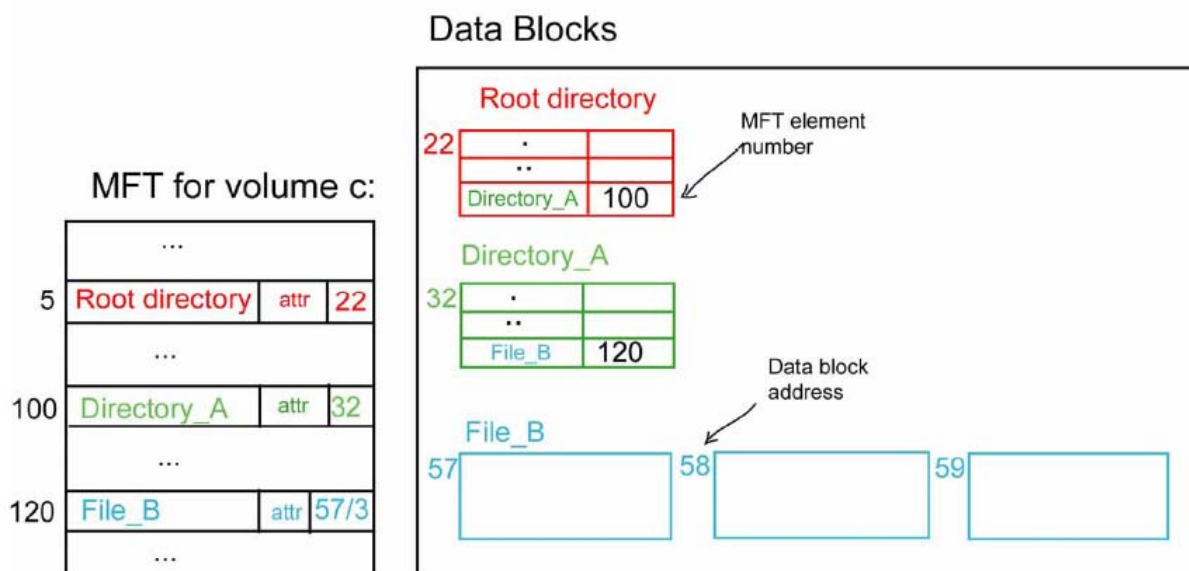 Data Blocks
MFT for volume c:
...
5 Root directory attr 22
...
100 Directory_A attr 32
...
120 File_B attr 57/3
...
Root directory
22 .
..
Directory_A 100
MFT element
number
Directory_A
32 .
..
File_B 120
Data block
address
File_B
57 58 59